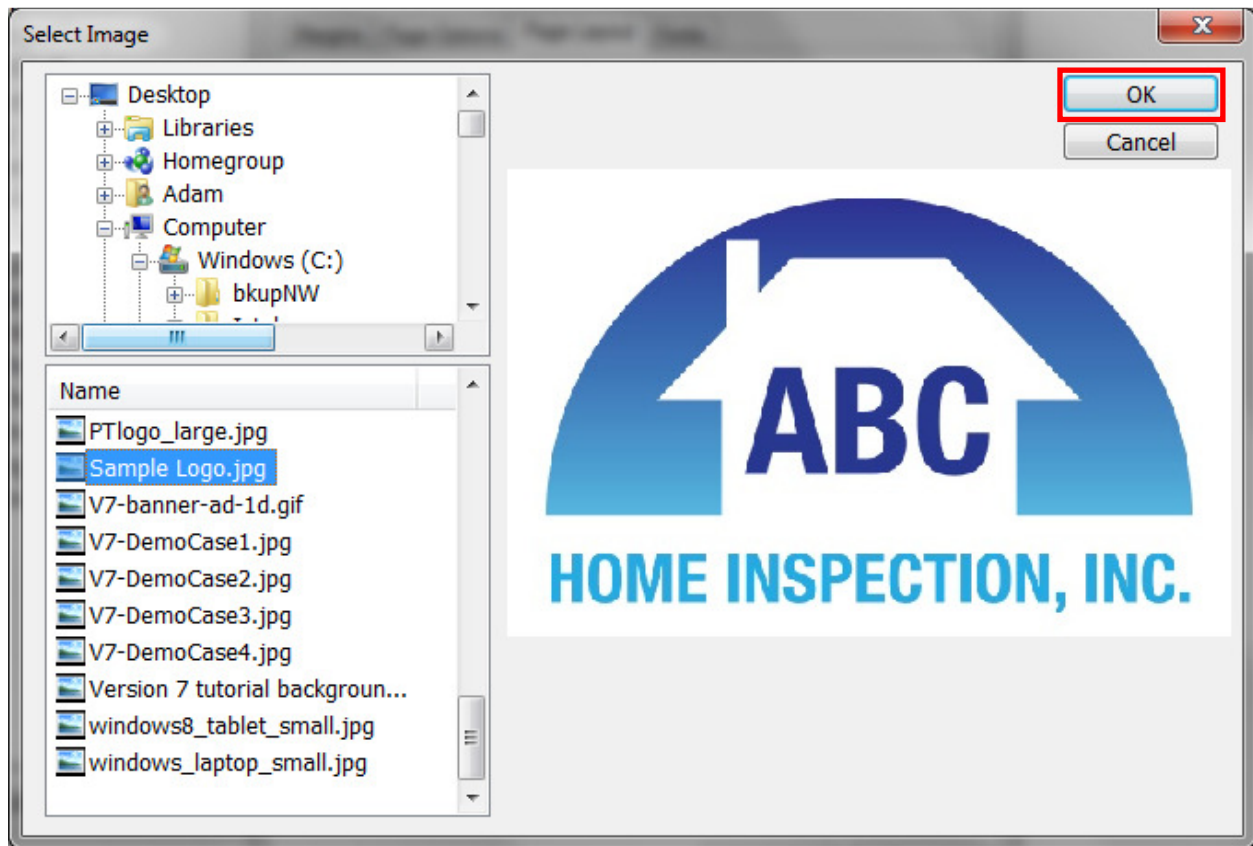 Select Image
Desktop
Libraries
Homegroup
Adam
Computer
Windows (C:)
bkupNW
Name
PTlogo_large.jpg
Sample Logo.jpg
V7-banner-ad-1d.gif
V7-DemoCase1.jpg
V7-DemoCase2.jpg
V7-DemoCase3.jpg
V7-DemoCase4.jpg
Version 7 tutorial backgroun...
windows8_tablet_small.jpg
windows_laptop_small.jpg
OK
Cancel
ABC
HOME INSPECTION, INC.